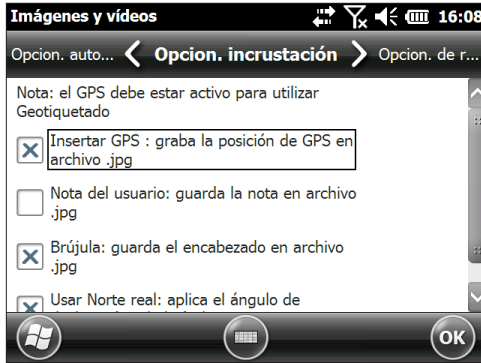 Imágenes y vídeos 16:08
Opcion. auto... Opcion. incrustación Opcion. de r...
Nota: el GPS debe estar activo para utilizar
Geotiquetado
Insertar GPS : graba la posición de GPS en
archivo .jpg
Nota del usuario: guarda la nota en archivo
.jpg
Brújula: guarda el encabezado en archivo
.jpg
Usar Norte real: aplica el ángulo de
OK